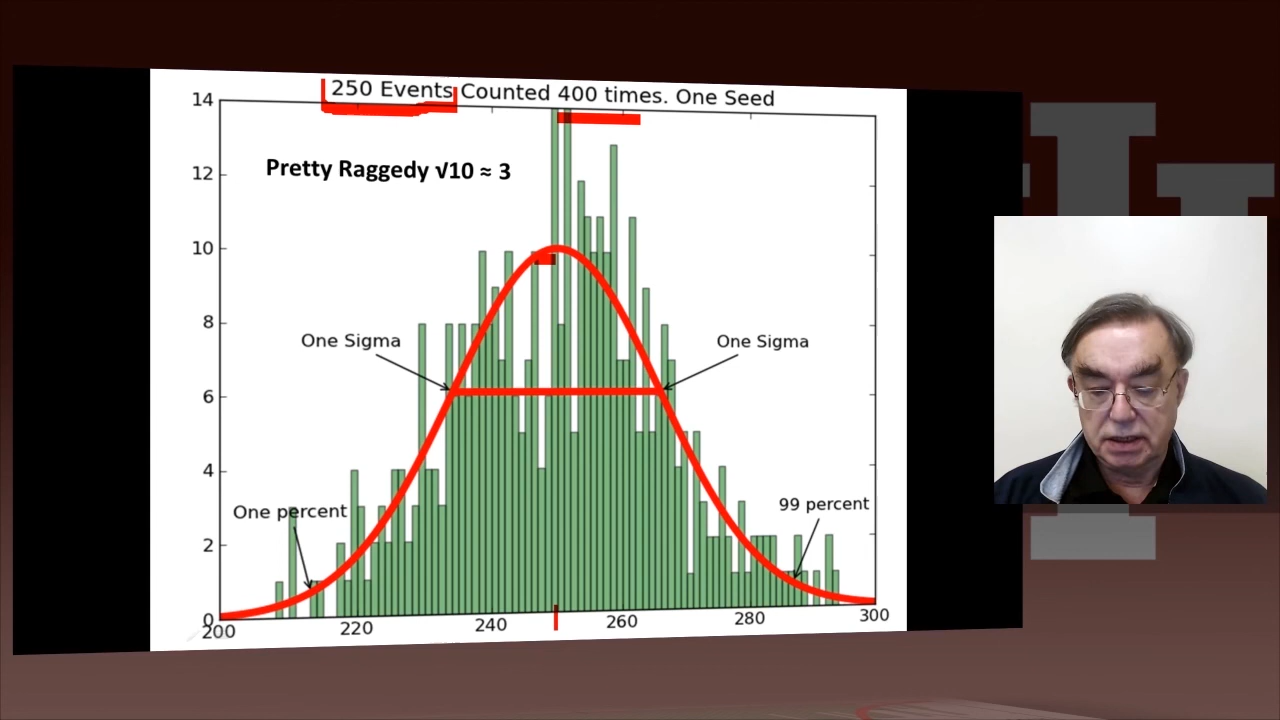 250 Events Counted 400 times. One Seed
14
Pretty Raggedy √10 ≈ 3
12
10
8
One Sigma
One Sigma
6
4
One percent
99 percent
2
0
200
220
240
260
280
300